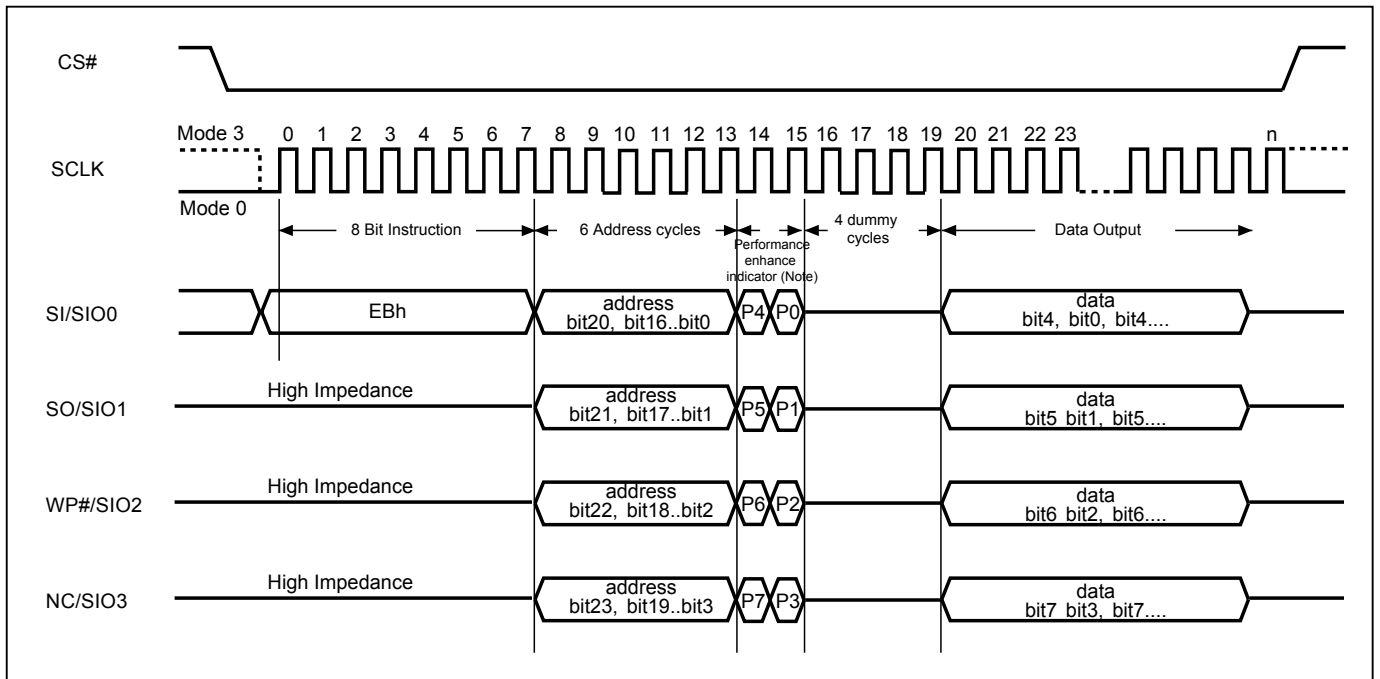 CS#
Mode 3
0 1 2 3 4 5 6 7 8 9 10 11 12 13 14 15 16 17 18 19 20 21 22 23 n
SCLK
Mode 0
8 Bit Instruction
6 Address cycles
Performance
enhance
indicator (Note)
4 dummy
cycles
Data Output
SI/SIO0
EBh
address
bit20, bit16..bit0
P4 P0
data
bit4, bit0, bit4....
SO/SIO1
High Impedance
address
bit21, bit17..bit1
P5 P1
data
bit5 bit1, bit5....
WP#/SIO2
High Impedance
address
bit22, bit18..bit2
P6 P2
data
bit6 bit2, bit6....
NC/SIO3
High Impedance
address
bit23, bit19..bit3
P7 P3
data
bit7 bit3, bit7....